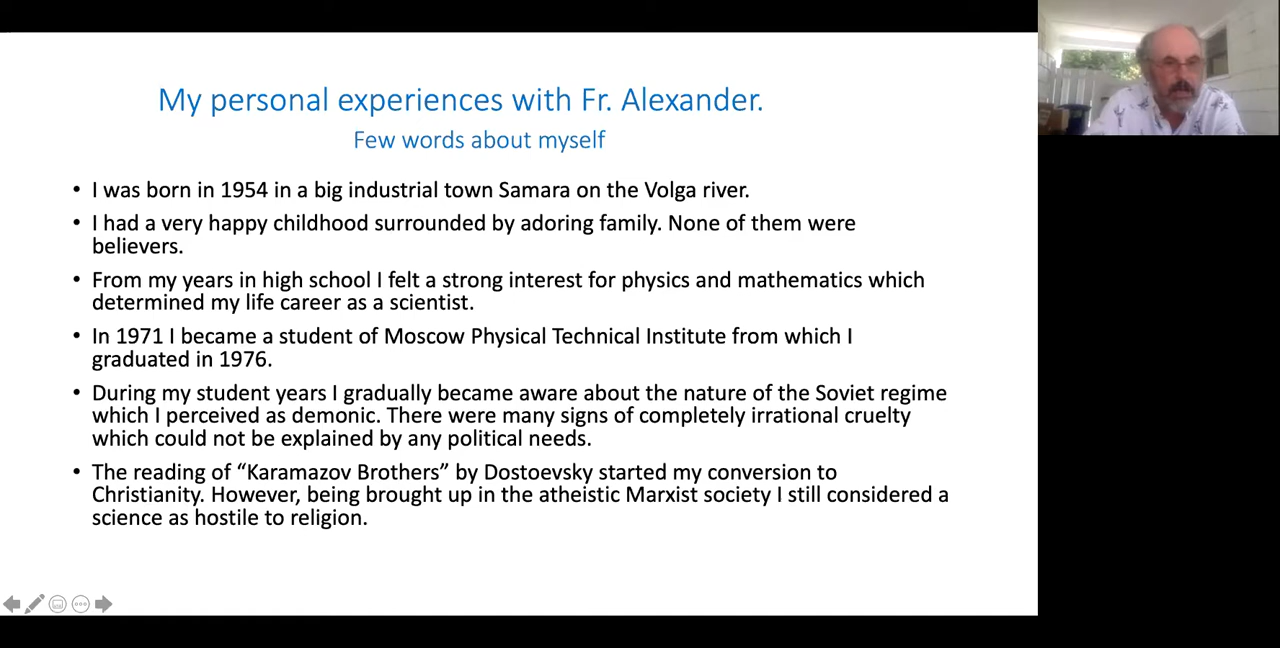 My personal experiences with Fr. Alexander.
Few words about myself
• I was born in 1954 in a big industrial town Samara on the Volga river.
• I had a very happy childhood surrounded by adoring family. None of them were
believers.
• From my years in high school I felt a strong interest for physics and mathematics which
determined my life career as a scientist.
• In 1971 I became a student of Moscow Physical Technical Institute from which I
graduated in 1976.
• During my student years I gradually became aware about the nature of the Soviet regime
which I perceived as demonic. There were many signs of completely irrational cruelty
which could not be explained by any political needs.
• The reading of “Karamazov Brothers” by Dostoevsky started my conversion to
Christianity. However, being brought up in the atheistic Marxist society I still considered a
science as hostile to religion.